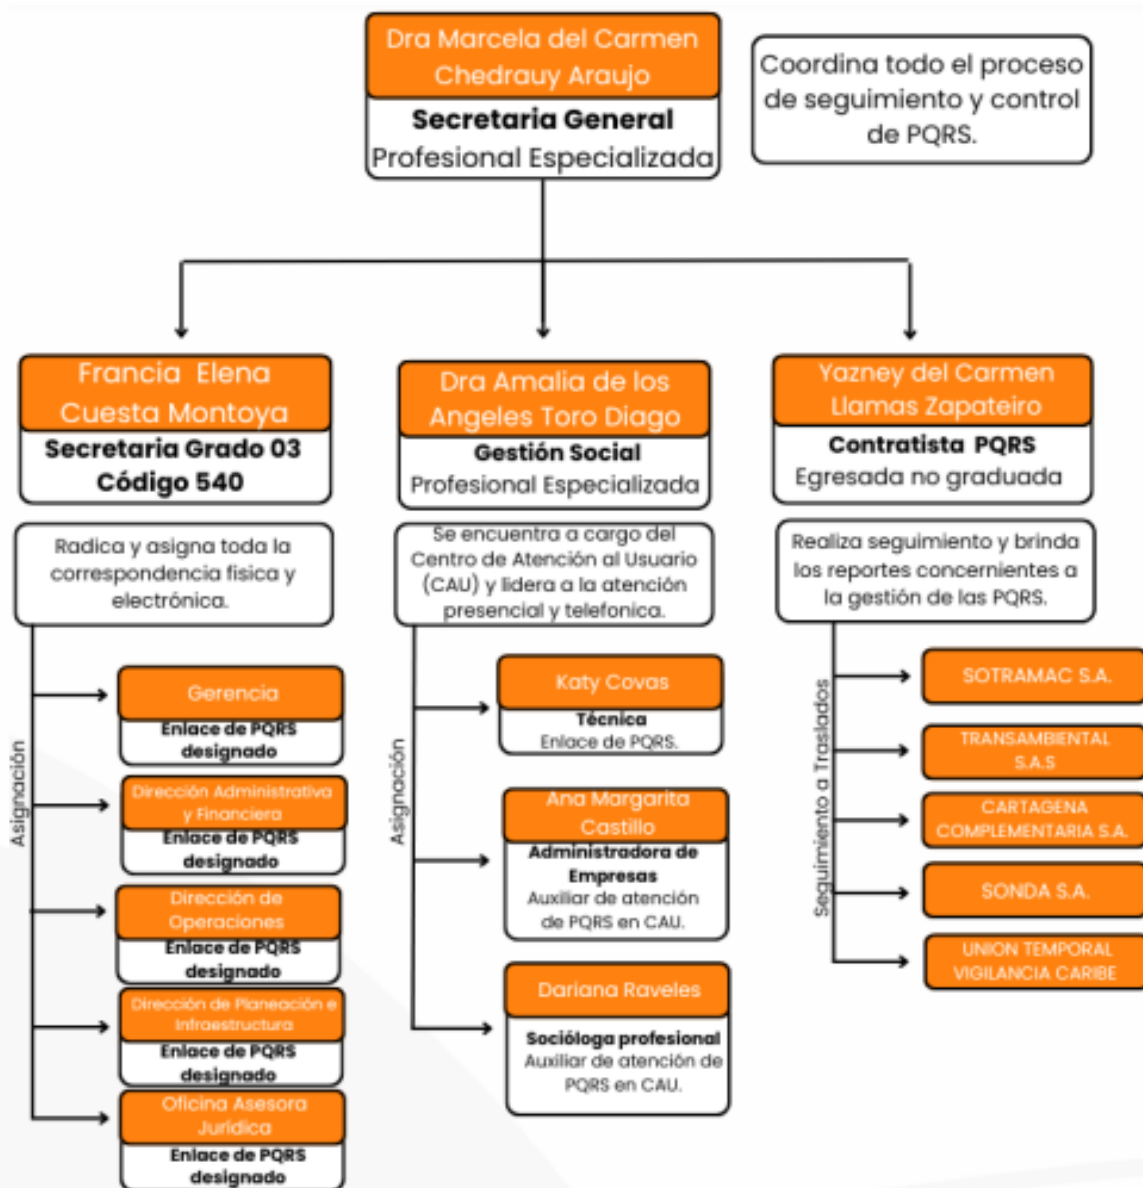 Dra Marcela del Carmen
Chedrauy Araujo
Secretaria General
Profesional Especializada
Coordina todo el proceso
de seguimiento y control
de PQRS.
Francia Elena
Cuesta Montoya
Secretaria Grado 03
Código 540
Radica y asigna toda la
correspondencia física y
electrónica.
Asignación
Gerencia
Enlace de PQRS
designado
Dirección Administrativa
y Financiera
Enlace de PQRS
designado
Dirección de
Operaciones
Enlace de PQRS
designado
Dirección de Planeación e
Infraestructura
Enlace de PQRS
designado
Oficina Asesora
Jurídica
Enlace de PQRS
designado
Dra Amalia de los
Angeles Toro Diago
Gestión Social
Profesional Especializada
Se encuentra a cargo del
Centro de Atención al Usuario
(CAU) y lidera a la atención
presencial y telefonica.
Asignación
Katy Covas
Técnica
Enlace de PQRS.
Ana Margarita
Castillo
Administradora de
Empresas
Auxiliar de atención
de PQRS en CAU.
Dariana Raveles
Socióloga profesional
Auxiliar de atención de
PQRS en CAU.
Yazney del Carmen
Llamas Zapateiro
Contratista PQRS
Egresada no graduada
Realiza seguimiento y brinda
los reportes concernientes a
la gestión de las PQRS.
Seguimiento a Traslados
SOTRAMAC S.A.
TRANSAMBIENTAL
S.A.S
CARTAGENA
COMPLEMENTARIA S.A.
SONDA S.A.
UNION TEMPORAL
VIGILANCIA CARIBE